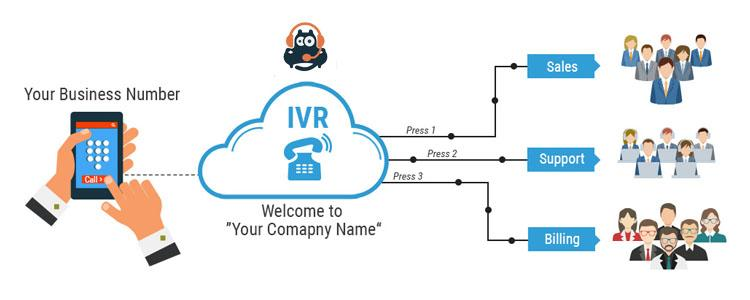 Your Business Number
Call >
IVR
Welcome to
"Your Comapny Name“
Press 1
Press 2
Press 3
Sales
Support
Billing